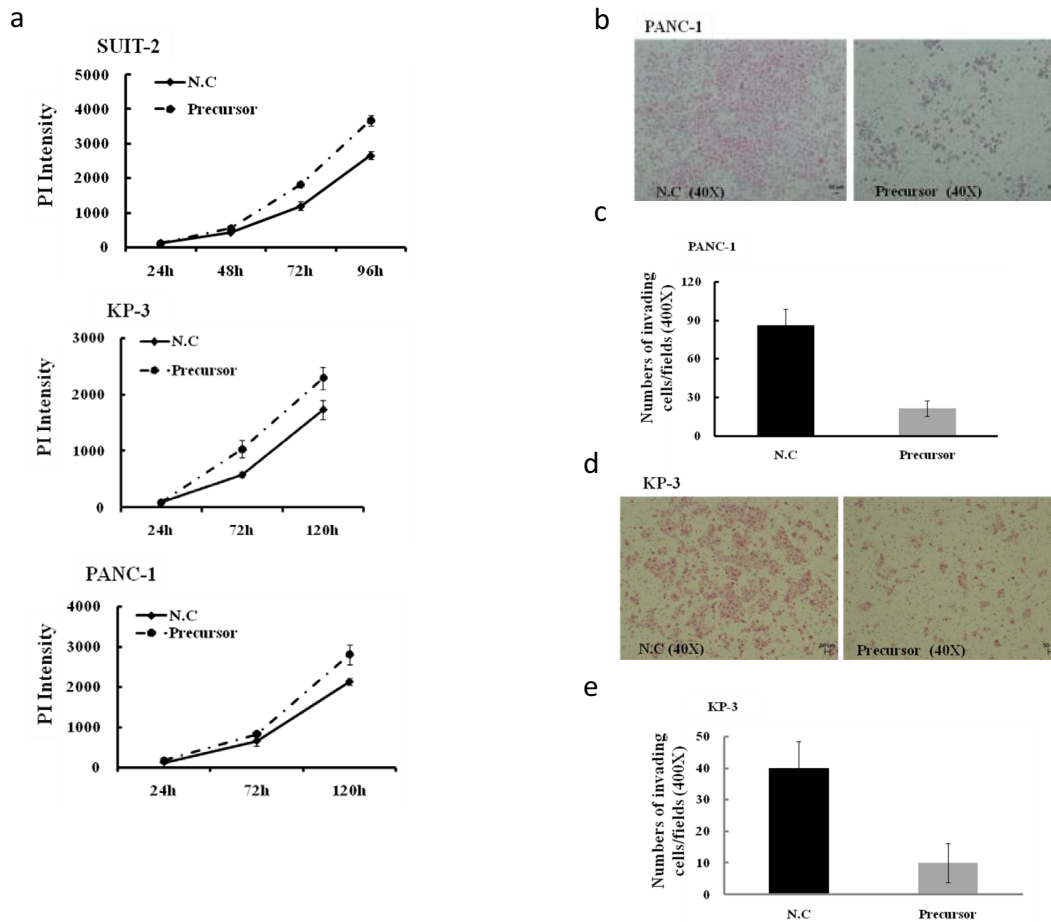 a
SUIT-2
N.C
Precursor
PI Intensity
5000
4000
3000
2000
1000
0
24h 48h 72h 96h
KP-3
N.C
Precursor
PI Intensity
3000
2000
1000
0
24h 72h 120h
PANC-1
N.C
Precursor
PI Intensity
4000
3000
2000
1000
0
24h 72h 120h
b
PANC-1
N.C (40X)
Precursor (40X)
c
PANC-1
Numbers of invading
cells/fields (400X)
120
90
60
30
0
N.C Precursor
d
KP-3
N.C (40X)
Precursor (40X)
e
KP-3
Numbers of invading
cells/fields (400X)
50
40
30
20
10
0
N.C Precursor